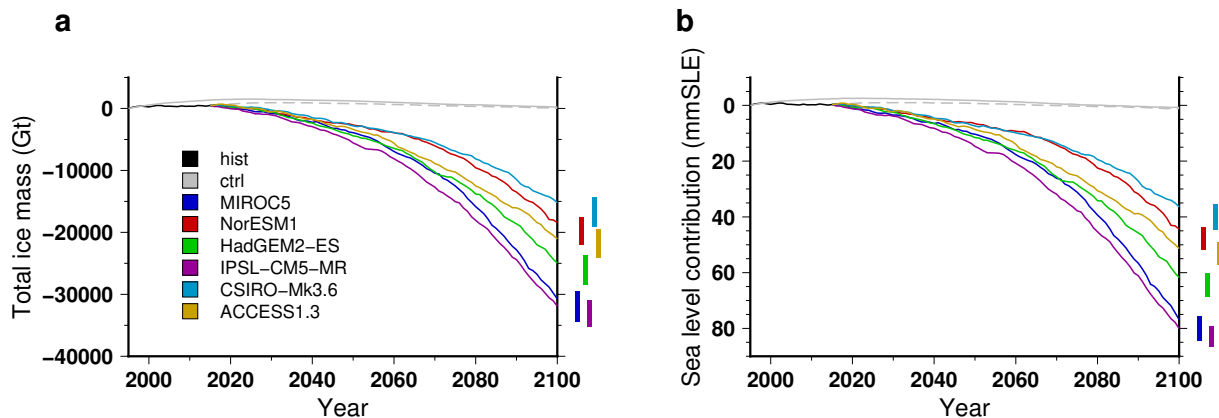 a
Total ice mass (Gt)
0
−10000
−20000
−30000
−40000
hist
ctrl
MIROC5
NorESM1
HadGEM2−ES
IPSL−CM5−MR
CSIRO−Mk3.6
ACCESS1.3
2000 2020 2040 2060 2080 2100
Year
b
Sea level contribution (mmSLE)
0
20
40
60
80
2000 2020 2040 2060 2080 2100
Year